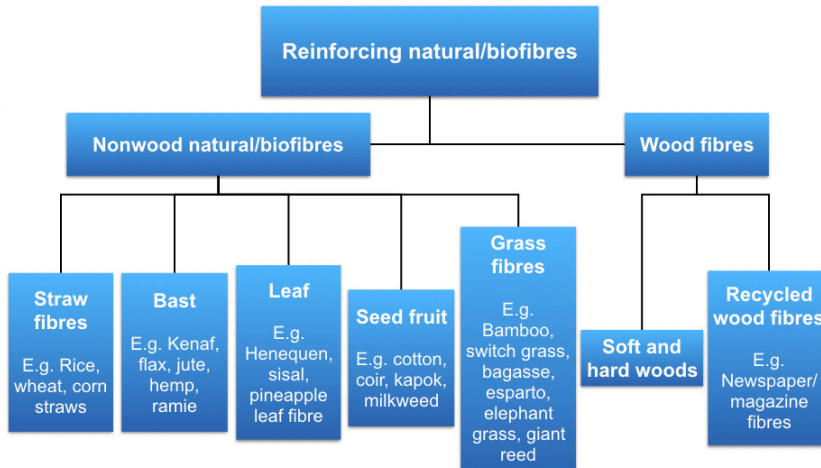 Reinforcing natural/biofibres
Nonwood natural/biofibres
Wood fibres
Straw
fibres
E.g. Rice,
wheat, corn
straws
Bast
E.g. Kenaf,
flax, jute,
hemp,
ramie
Leaf
E.g.
Henequen,
sisal,
pineapple
leaf fibre
Seed fruit
E.g. cotton,
coir, kapok,
milkweed
Grass
fibres
E.g.
Bamboo,
switch grass,
bagasse,
esparto,
elephant
grass, giant
reed
Soft and
hard woods
Recycled
wood fibres
E.g.
Newspaper/
magazine
fibres